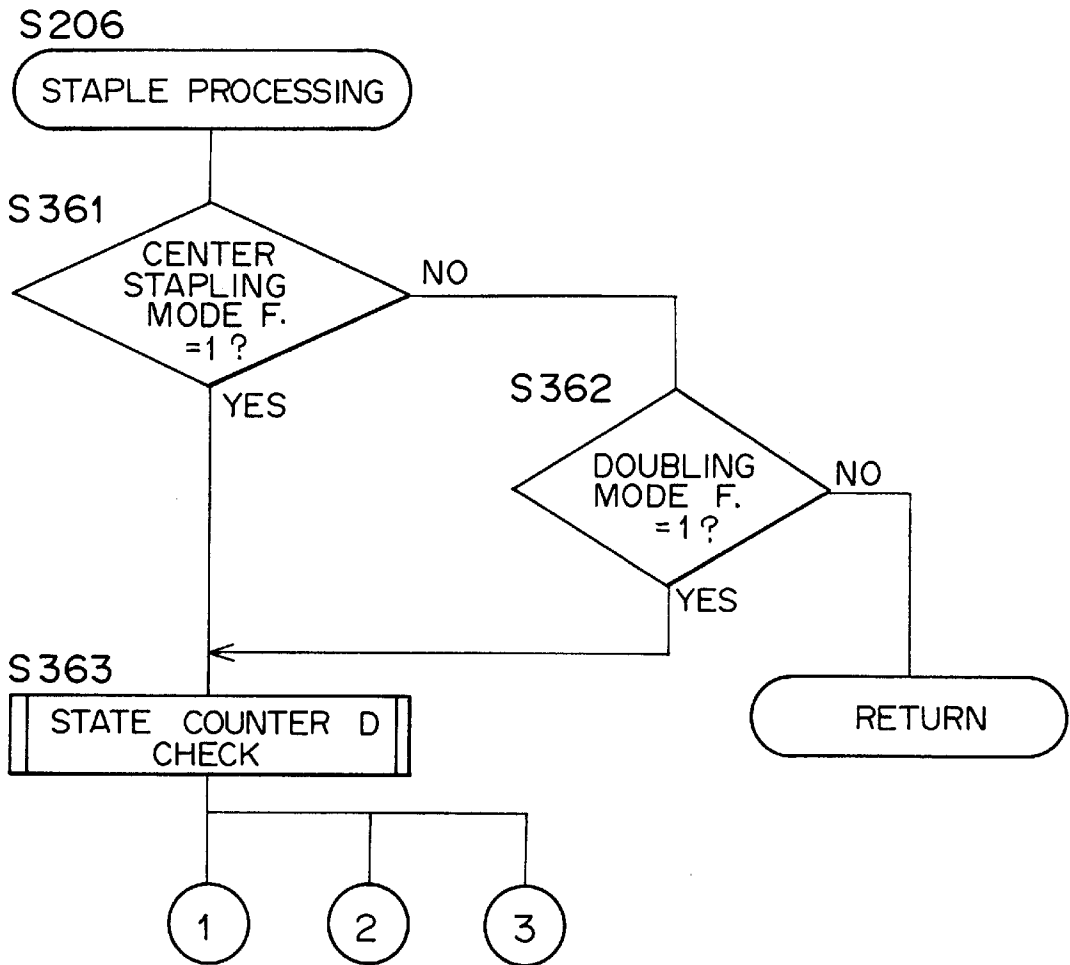 S206
STAPLE PROCESSING
S361
CENTER
STAPLING
MODE F.
=1 ?
NO
YES
S362
DOUBLING
MODE F.
=1 ?
NO
YES
S363
STATE COUNTER D
CHECK
RETURN
1
2
3